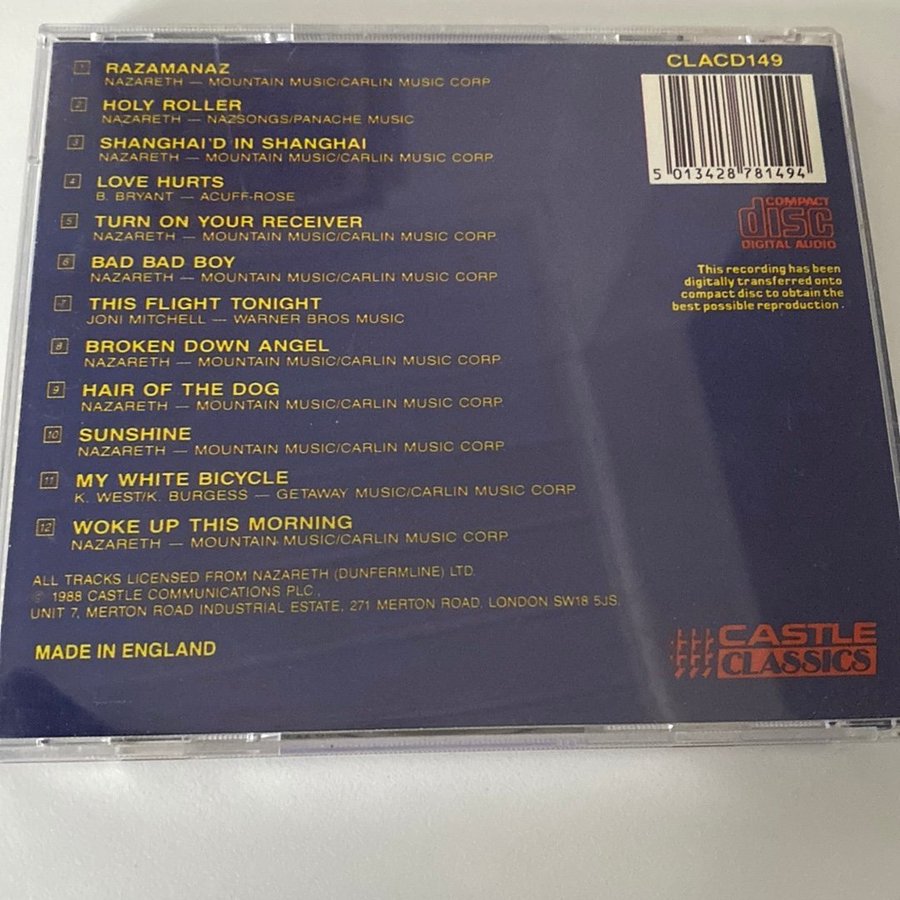 1 RAZAMANAZ
NAZARETH — MOUNTAIN MUSIC/CARLIN MUSIC CORP
2 HOLY ROLLER
NAZARETH — NAZSONGS/PANACHE MUSIC
3 SHANGHAI'D IN SHANGHAI
NAZARETH — MOUNTAIN MUSIC/CARLIN MUSIC CORP
4 LOVE HURTS
B. BRYANT — ACUFF-ROSE
5 TURN ON YOUR RECEIVER
NAZARETH — MOUNTAIN MUSIC/CARLIN MUSIC CORP
6 BAD BAD BOY
NAZARETH — MOUNTAIN MUSIC/CARLIN MUSIC CORP
7 THIS FLIGHT TONIGHT
JONI MITCHELL — WARNER BROS MUSIC
8 BROKEN DOWN ANGEL
NAZARETH — MOUNTAIN MUSIC/CARLIN MUSIC CORP
9 HAIR OF THE DOG
NAZARETH — MOUNTAIN MUSIC/CARLIN MUSIC CORP
10 SUNSHINE
NAZARETH — MOUNTAIN MUSIC/CARLIN MUSIC CORP
11 MY WHITE BICYCLE
K. WEST/K. BURGESS — GETAWAY MUSIC/CARLIN MUSIC CORP
12 WOKE UP THIS MORNING
NAZARETH — MOUNTAIN MUSIC/CARLIN MUSIC CORP
ALL TRACKS LICENSED FROM NAZARETH (DUNFERMLINE) LTD.
℗ 1988 CASTLE COMMUNICATIONS PLC.,
UNIT 7, MERTON ROAD INDUSTRIAL ESTATE, 271 MERTON ROAD, LONDON SW18 5JS.
MADE IN ENGLAND
CLACD149
5 013428 781494
COMPACT
disc
DIGITAL AUDIO
This recording has been
digitally transferred onto
compact disc to obtain the
best possible reproduction.
CASTLE
CLASSICS